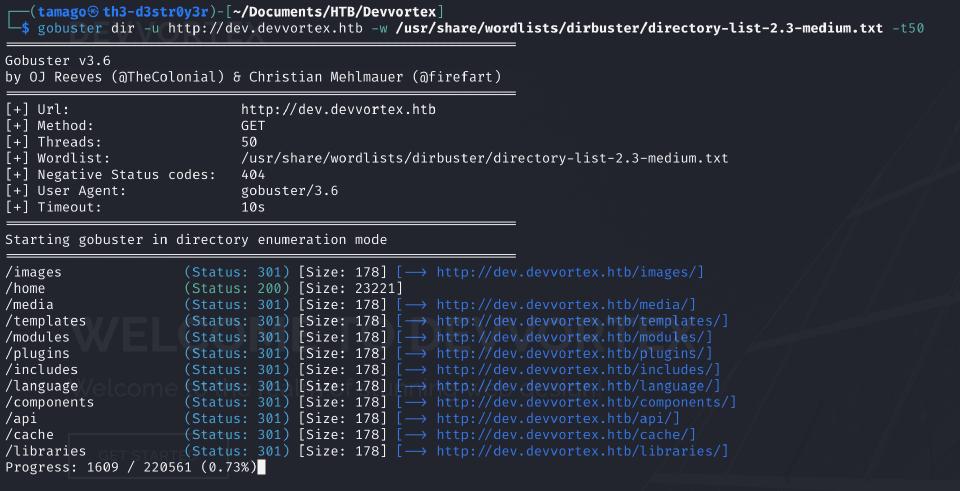 ┌──(tamago㉿th3-d3str0y3r)-[~/Documents/HTB/Devvortex]
└─$ gobuster dir -u http://dev.devvortex.htb -w /usr/share/wordlists/dirbuster/directory-list-2.3-medium.txt -t50
Gobuster v3.6
by OJ Reeves (@TheColonial) & Christian Mehlmauer (@firefart)
[+] Url: http://dev.devvortex.htb
[+] Method: GET
[+] Threads: 50
[+] Wordlist: /usr/share/wordlists/dirbuster/directory-list-2.3-medium.txt
[+] Negative Status codes: 404
[+] User Agent: gobuster/3.6
[+] Timeout: 10s
Starting gobuster in directory enumeration mode
/images (Status: 301) [Size: 178] [--> http://dev.devvortex.htb/images/]
/home (Status: 200) [Size: 23221]
/media (Status: 301) [Size: 178] [--> http://dev.devvortex.htb/media/]
/templates (Status: 301) [Size: 178] [--> http://dev.devvortex.htb/templates/]
/modules (Status: 301) [Size: 178] [--> http://dev.devvortex.htb/modules/]
/plugins (Status: 301) [Size: 178] [--> http://dev.devvortex.htb/plugins/]
/includes (Status: 301) [Size: 178] [--> http://dev.devvortex.htb/includes/]
/language (Status: 301) [Size: 178] [--> http://dev.devvortex.htb/language/]
/components (Status: 301) [Size: 178] [--> http://dev.devvortex.htb/components/]
/api (Status: 301) [Size: 178] [--> http://dev.devvortex.htb/api/]
/cache (Status: 301) [Size: 178] [--> http://dev.devvortex.htb/cache/]
/libraries (Status: 301) [Size: 178] [--> http://dev.devvortex.htb/libraries/]
Progress: 1609 / 220561 (0.73%)